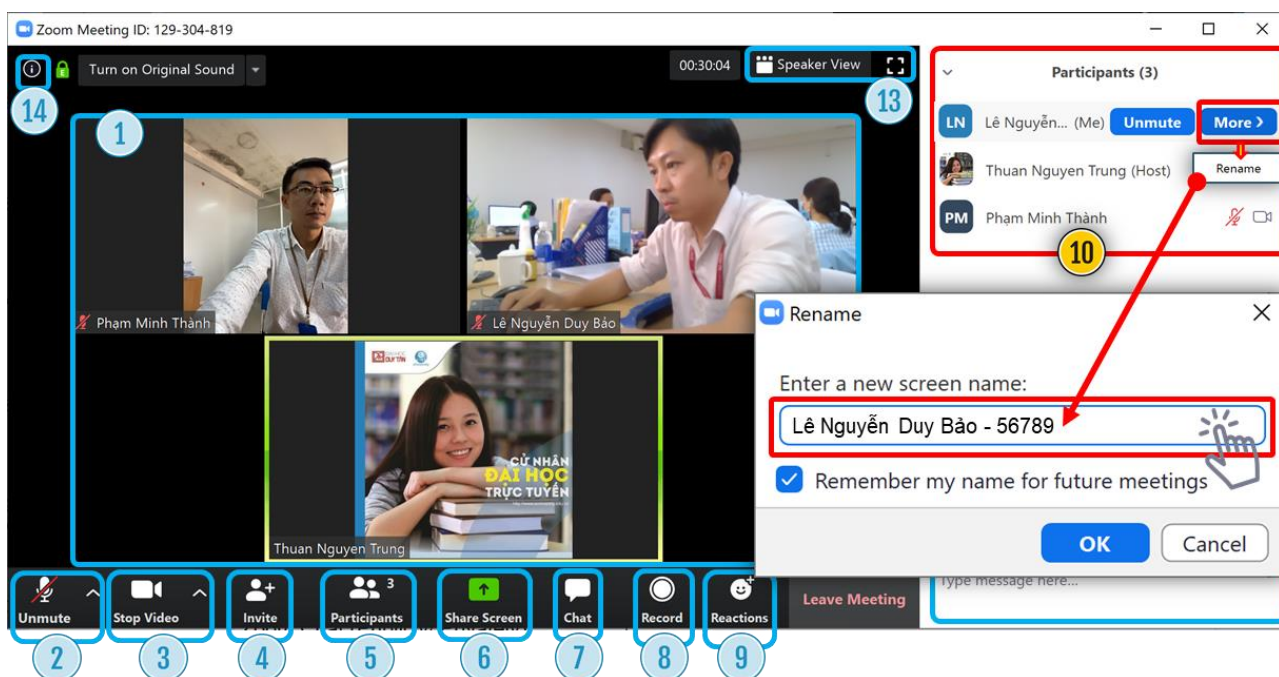 Zoom Meeting ID: 129-304-819
Turn on Original Sound
00:30:04
Speaker View
14
1
13
Participants (3)
LN Lê Nguyễn... (Me) Unmute More >
Thuan Nguyen Trung (Host)
Rename
PM Phạm Minh Thành
10
Phạm Minh Thành
Lê Nguyễn Duy Bảo
CỬ NHÂN
ĐẠI HỌC
TRỰC TUYẾN
Thuan Nguyen Trung
Rename
Enter a new screen name:
Lê Nguyễn Duy Bảo - 56789
Remember my name for future meetings
OK Cancel
Type message here...
3
Unmute Stop Video Invite Participants Share Screen Chat Record Reactions Leave Meeting
2 3 4 5 6 7 8 9